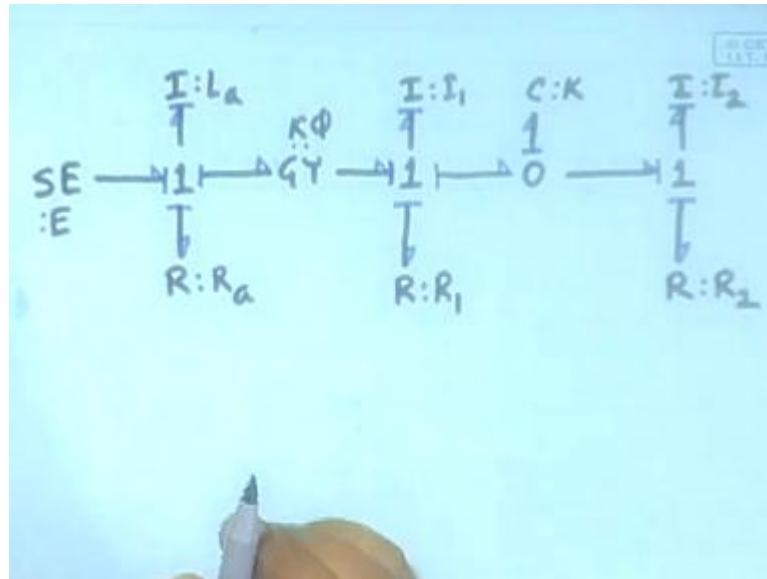 I:La I:I1 C:K I:I2
KΦ
SE 1 GY 1 0 1
:E
R:Ra R:R1 R:R2